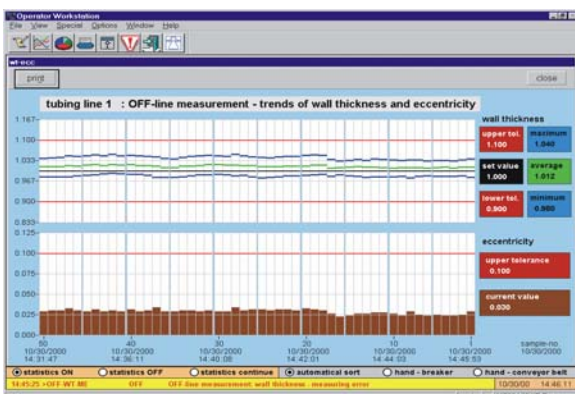 Operator Workstation
File View Special Options Window Help
wt-ecc
print
close
tubing line 1 : OFF-line measurement - trends of wall thickness and eccentricity
1.167
1.100
1.033
0.967
0.900
0.833
wall thickness
upper tol. maximum
1.100 1.040
set value average
1.000 1.012
lower tol. minimum
0.900 0.980
0.125
0.100
0.075
0.050
0.025
0.000
eccentricity
upper tolerance
0.100
current value
0.030
50 40 30 20 10 1 sample-no.
10/30/2000 10/30/2000 10/30/2000 10/30/2000 10/30/2000 10/30/2000 10/30/2000
14:31:47 14:36:11 14:40:08 14:42:01 14:44:03 14:45:59
statistics ON statistics OFF statistics continue automatical sort hand - breaker hand - conveyor belt
14:45:25 >OFF-WT-ME OFF OFF-line measurement: wall thickness - measuring error 10/30/00 14:46:11